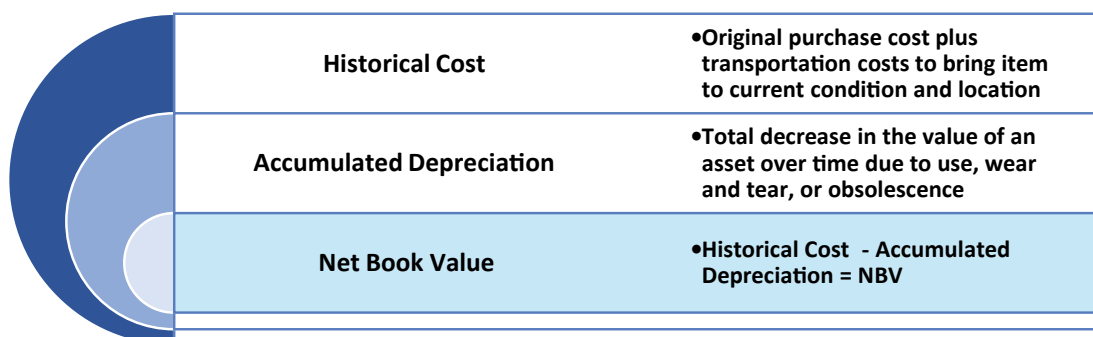 Historical Cost
•Original purchase cost plus
transportation costs to bring item
to current condition and location
Accumulated Depreciation
•Total decrease in the value of an
asset over time due to use, wear
and tear, or obsolescence
Net Book Value
•Historical Cost  - Accumulated
Depreciation = NBV